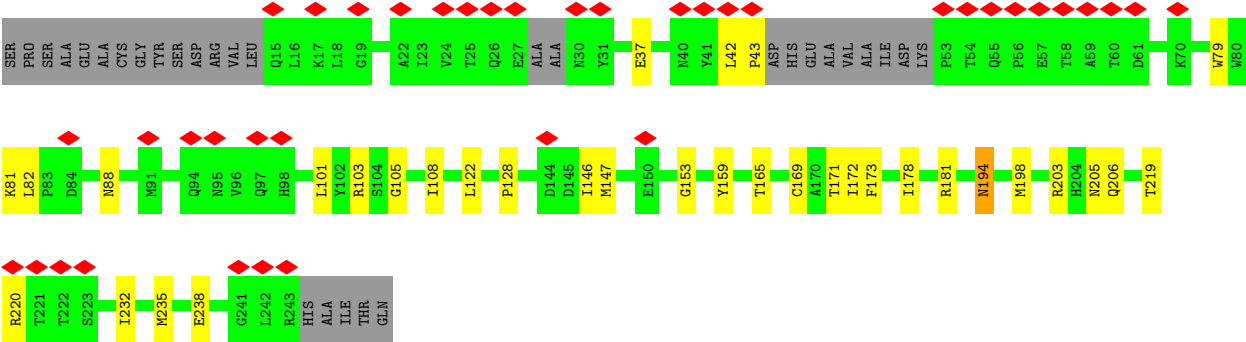 SER PRO SER ALA GLU ALA CYS GLY TYR SER ASP ARG VAL LEU Q15 L16 K17 L18 G19 A22 I23 V24 T25 Q26 E27 ALA ALA N30 Y31 E37 N40 Y41 L42 P43 ASP HIS GLU ALA VAL ALA ILE ASP LYS P53 T54 Q55 P56 E57 T58 A59 T60 D61 K70 W79 W80
K81 L82 P83 D84 N88 M91 Q94 N95 V96 Q97 H98 L101 Y102 R103 S104 G105 I108 L122 P128 D144 D145 I146 M147 E150 G153 Y159 T165 C169 A170 T171 I172 F173 I178 R181 N194 M198 R203 H204 N205 Q206 T219
R220 T221 T222 S223 I232 M235 E238 G241 L242 R243 HIS ALA ILE THR GLN